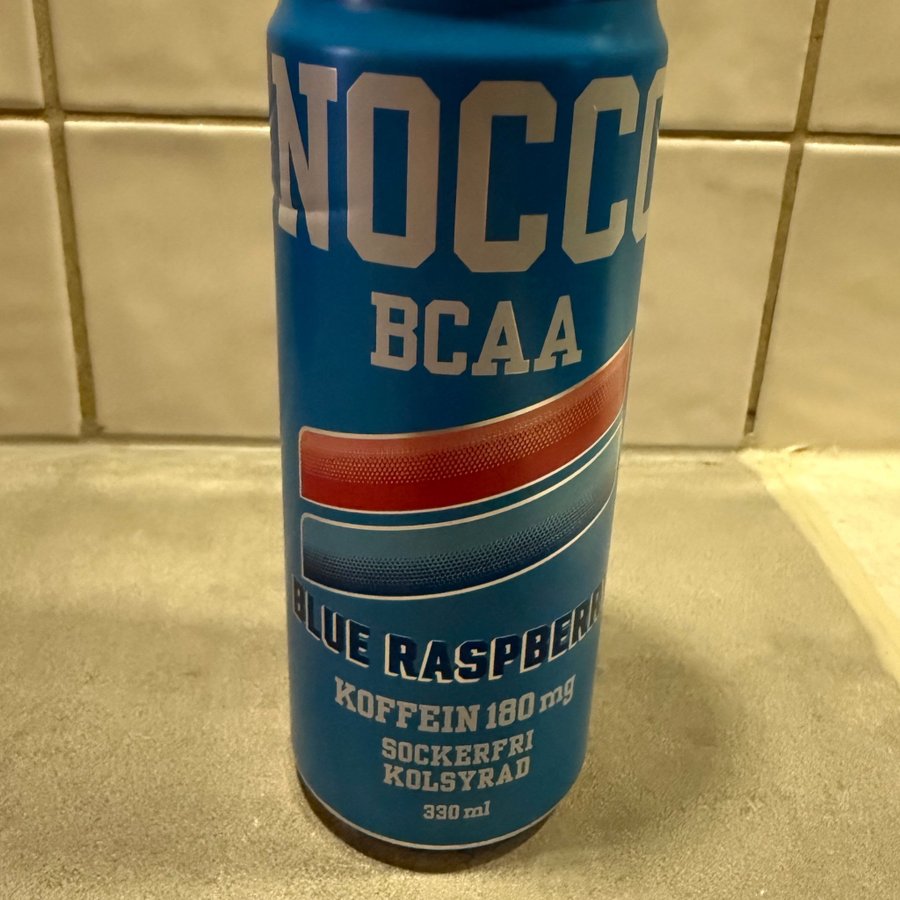 NOCCO
BCAA
BLUE RASPBERR
KOFFEIN 180 mg
SOCKERFRI
KOLSYRAD
330 ml